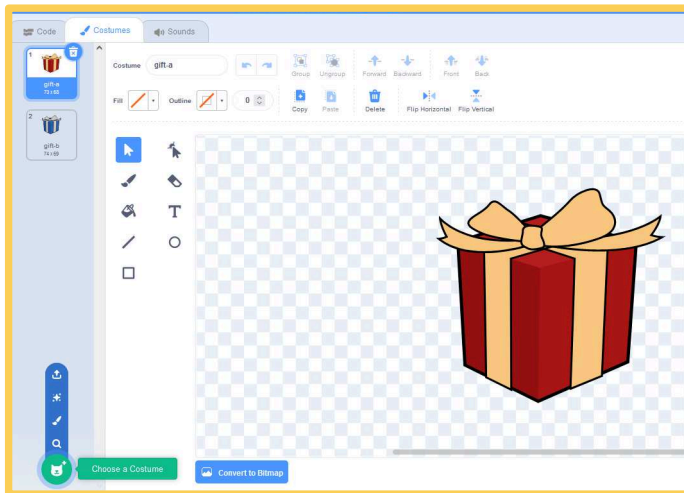 Code
Costumes
Sounds
1
gift-a
73 x 68
2
gift-b
74 x 69
Costume
gift-a
Group
Ungroup
Forward
Backward
Front
Back
Fill
Outline
0
Copy
Paste
Delete
Flip Horizontal
Flip Vertical
T
Choose a Costume
Convert to Bitmap